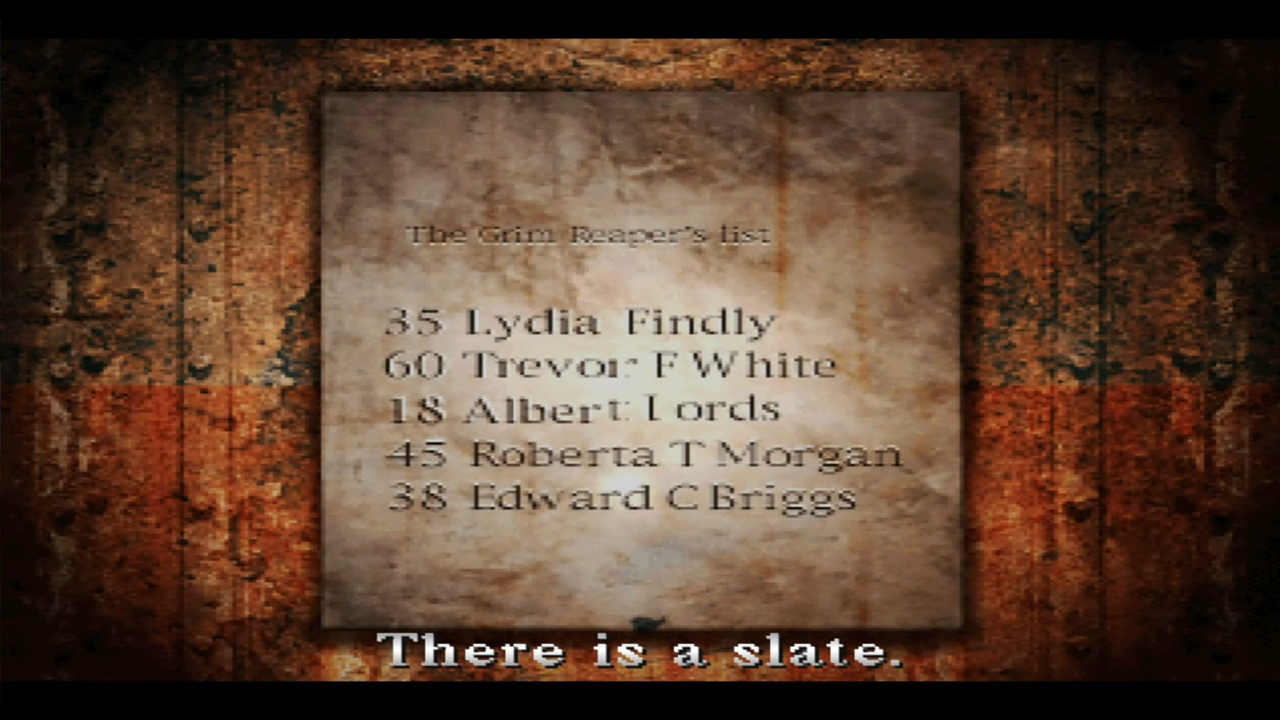 The Grim Reaper's list
35 Lydia Findly
60 Trevor F White
18 Albert Lords
45 Roberta T Morgan
38 Edward C Briggs
There is a slate.